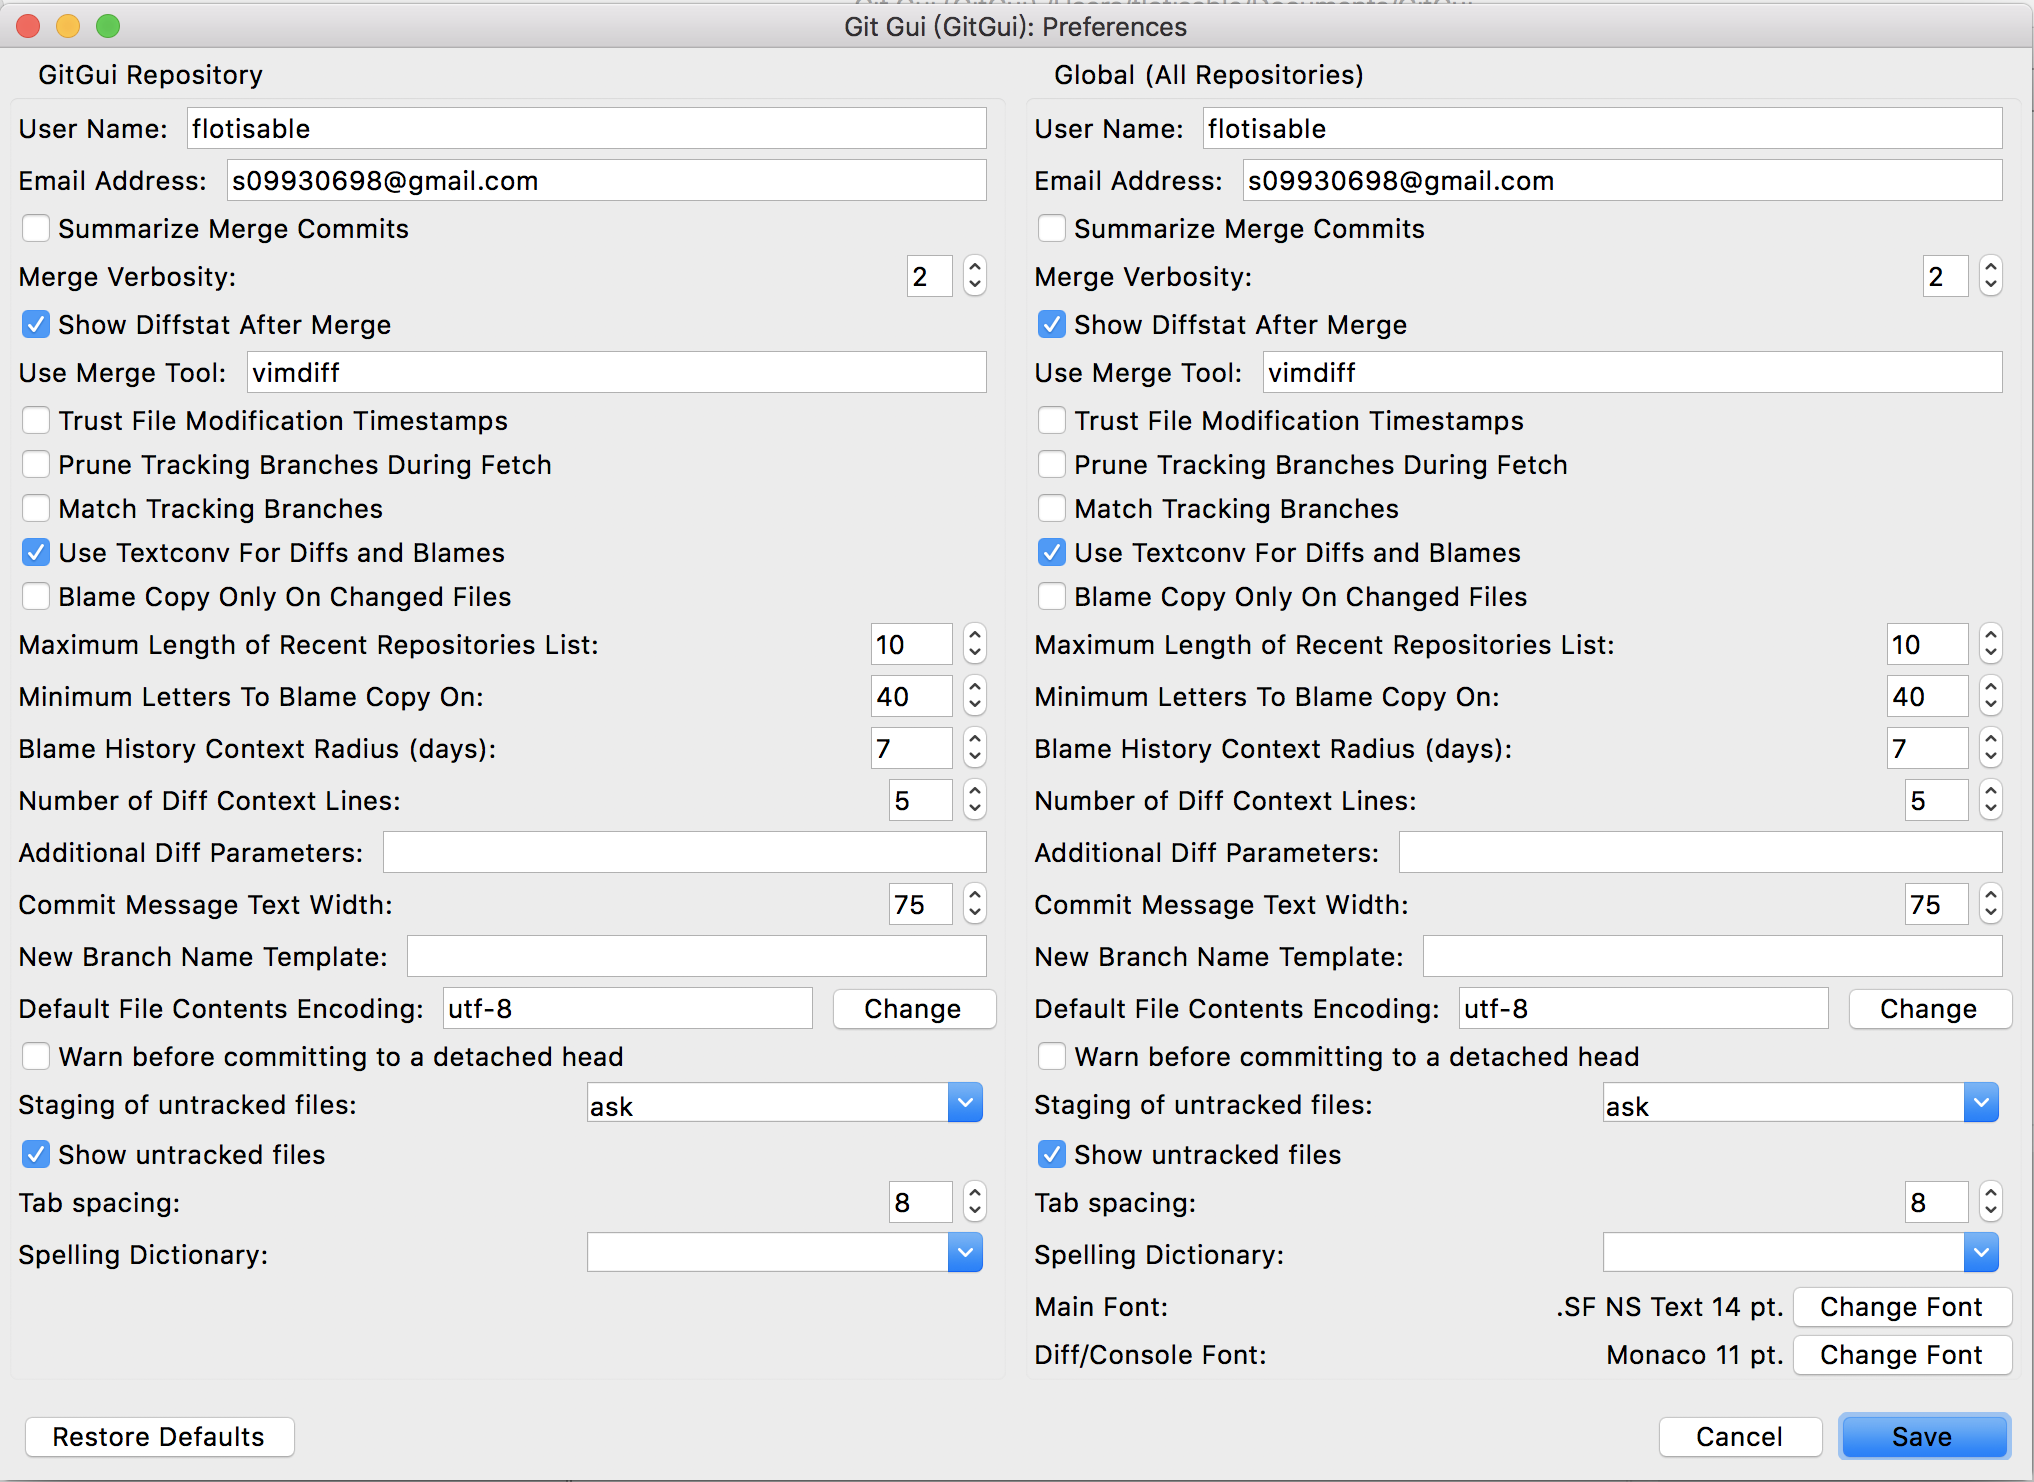 Git Gui (GitGui): Preferences
GitGui Repository
User Name: flotisable
Email Address: s09930698@gmail.com
Summarize Merge Commits
Merge Verbosity: 2
Show Diffstat After Merge
Use Merge Tool: vimdiff
Trust File Modification Timestamps
Prune Tracking Branches During Fetch
Match Tracking Branches
Use Textconv For Diffs and Blames
Blame Copy Only On Changed Files
Maximum Length of Recent Repositories List: 10
Minimum Letters To Blame Copy On: 40
Blame History Context Radius (days): 7
Number of Diff Context Lines: 5
Additional Diff Parameters:
Commit Message Text Width: 75
New Branch Name Template:
Default File Contents Encoding: utf-8 Change
Warn before committing to a detached head
Staging of untracked files: ask
Show untracked files
Tab spacing: 8
Spelling Dictionary:
Global (All Repositories)
User Name: flotisable
Email Address: s09930698@gmail.com
Summarize Merge Commits
Merge Verbosity: 2
Show Diffstat After Merge
Use Merge Tool: vimdiff
Trust File Modification Timestamps
Prune Tracking Branches During Fetch
Match Tracking Branches
Use Textconv For Diffs and Blames
Blame Copy Only On Changed Files
Maximum Length of Recent Repositories List: 10
Minimum Letters To Blame Copy On: 40
Blame History Context Radius (days): 7
Number of Diff Context Lines: 5
Additional Diff Parameters:
Commit Message Text Width: 75
New Branch Name Template:
Default File Contents Encoding: utf-8 Change
Warn before committing to a detached head
Staging of untracked files: ask
Show untracked files
Tab spacing: 8
Spelling Dictionary:
Main Font: .SF NS Text 14 pt. Change Font
Diff/Console Font: Monaco 11 pt. Change Font
Restore Defaults Cancel Save